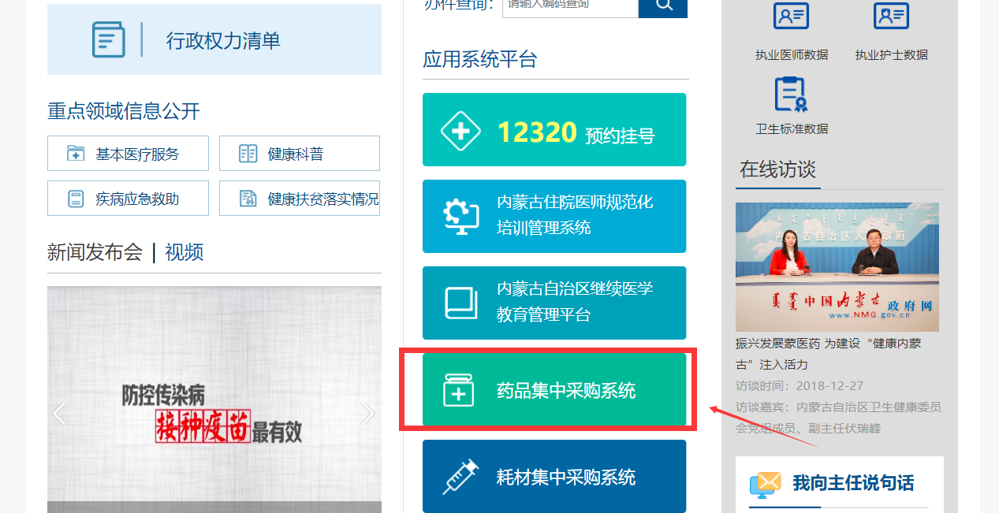 行政权力清单
重点领域信息公开
基本医疗服务
健康科普
疾病应急救助
健康扶贫落实情况
新闻发布会 | 视频
防控传染病
接种疫苗最有效
办件查询：
请输入编码查询
应用系统平台
12320 预约挂号
内蒙古住院医师规范化
培训管理系统
内蒙古自治区继续医学
教育管理平台
药品集中采购系统
耗材集中采购系统
执业医师数据
执业护士数据
卫生标准数据
在线访谈
内蒙古自治区人民政府
中国内蒙古 政府网
www.NMG.gov.cn
振兴发展蒙医药 为建设“健康内蒙
古”注入活力
访谈时间：2018-12-27
访谈嘉宾：内蒙古自治区卫生健康委员
会党组成员、副主任伏瑞峰
我向主任说句话